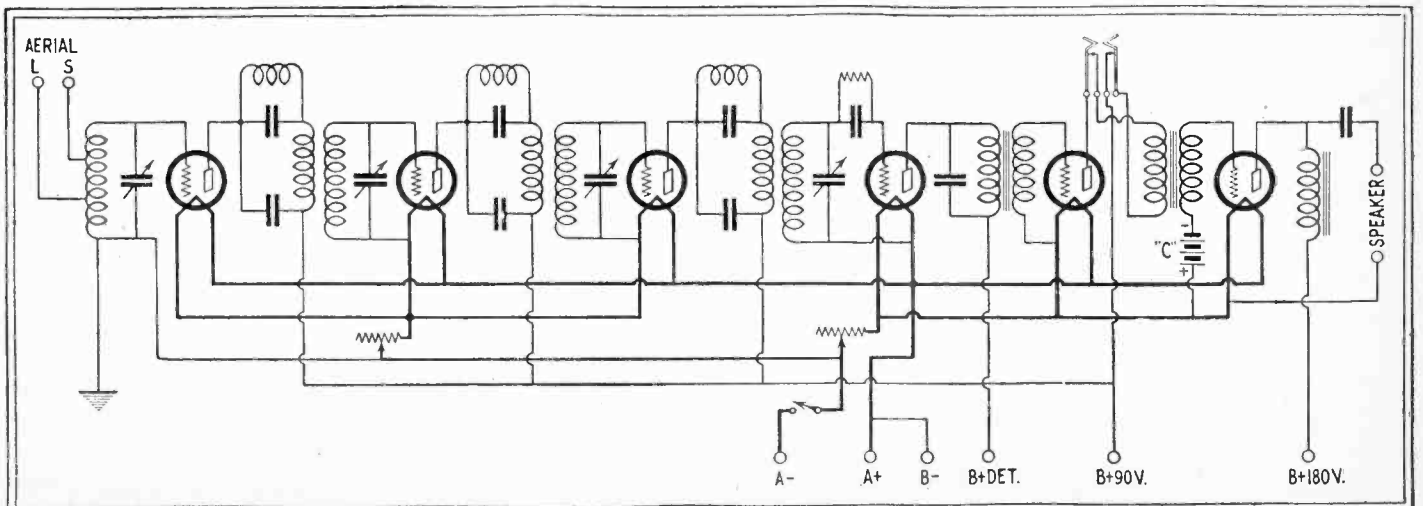 AERIAL
L S
"C"
-
+
SPEAKER
A- A+ B- B+DET. B+90V. B+180V.